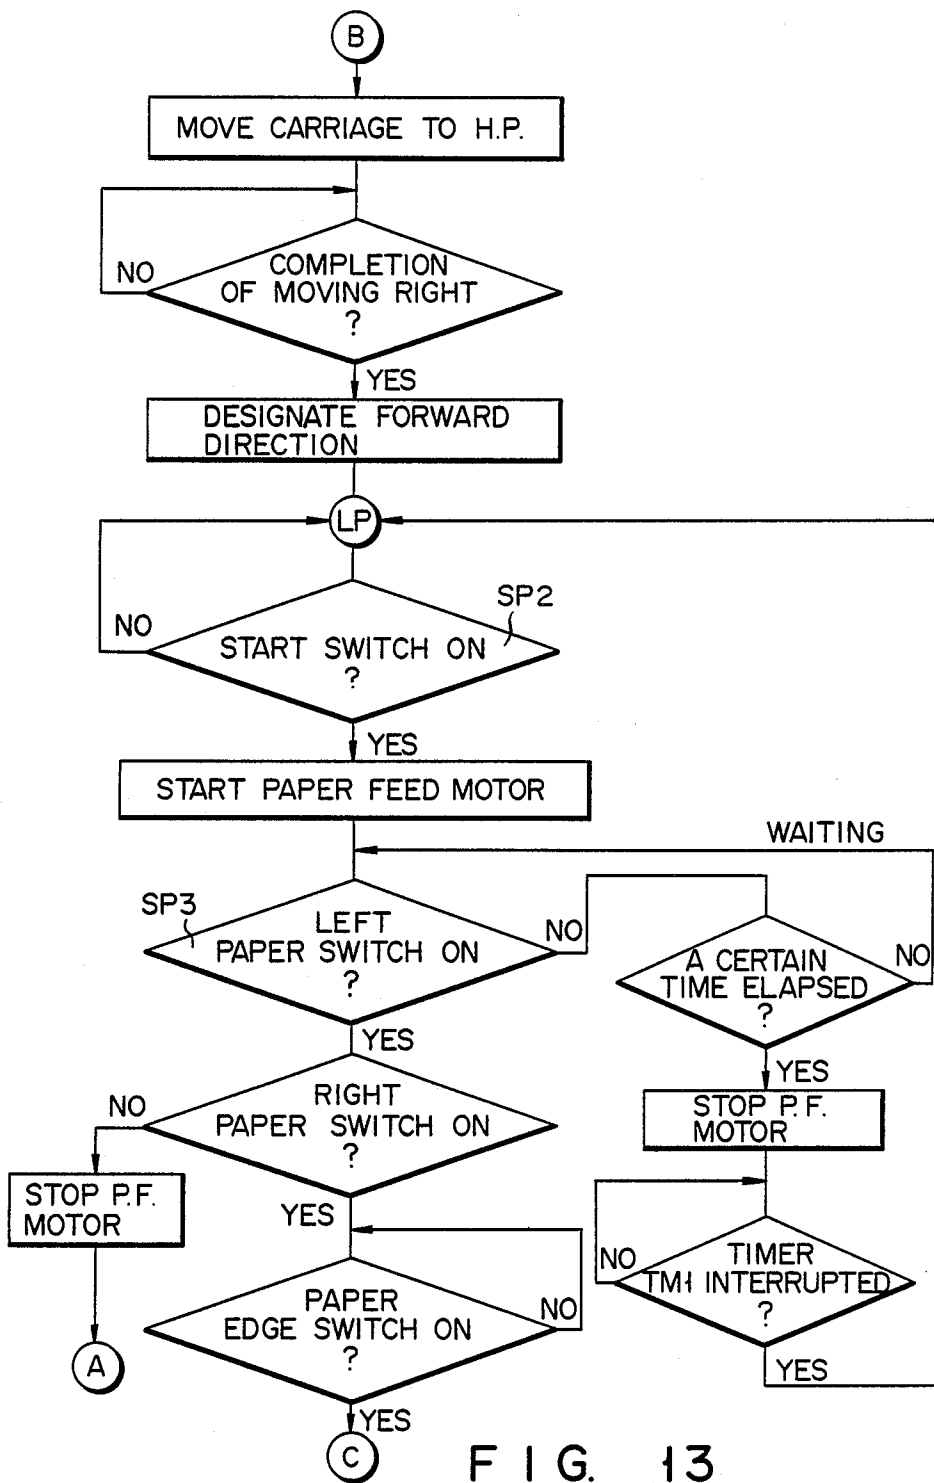 B
MOVE CARRIAGE TO H.P.
COMPLETION
OF MOVING RIGHT
?
NO
YES
DESIGNATE FORWARD
DIRECTION
LP
SP2
NO
START SWITCH ON
?
YES
START PAPER FEED MOTOR
WAITING
SP3
LEFT
PAPER SWITCH ON
?
NO
A CERTAIN
TIME ELAPSED
?
NO
YES
YES
RIGHT
PAPER SWITCH ON
?
NO
STOP P.F.
MOTOR
STOP P.F.
MOTOR
YES
TIMER
TM1 INTERRUPTED
?
NO
PAPER
EDGE SWITCH ON
?
NO
A
YES
YES
C
FIG. 13